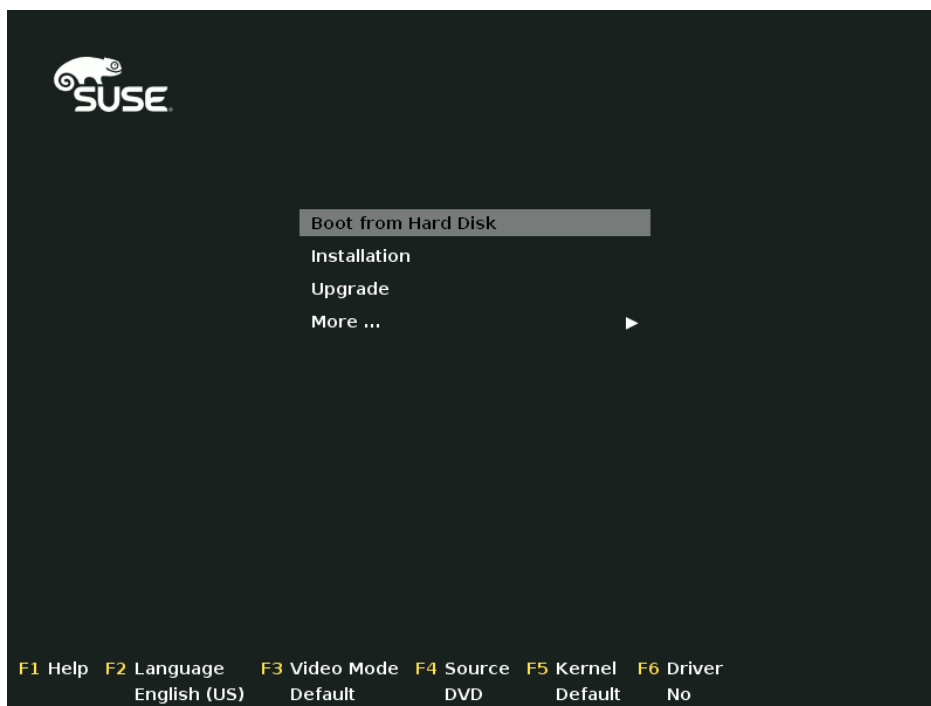 SUSE.
Boot from Hard Disk
Installation
Upgrade
More ...
F1 Help F2 Language F3 Video Mode F4 Source F5 Kernel F6 Driver
English (US) Default DVD Default No